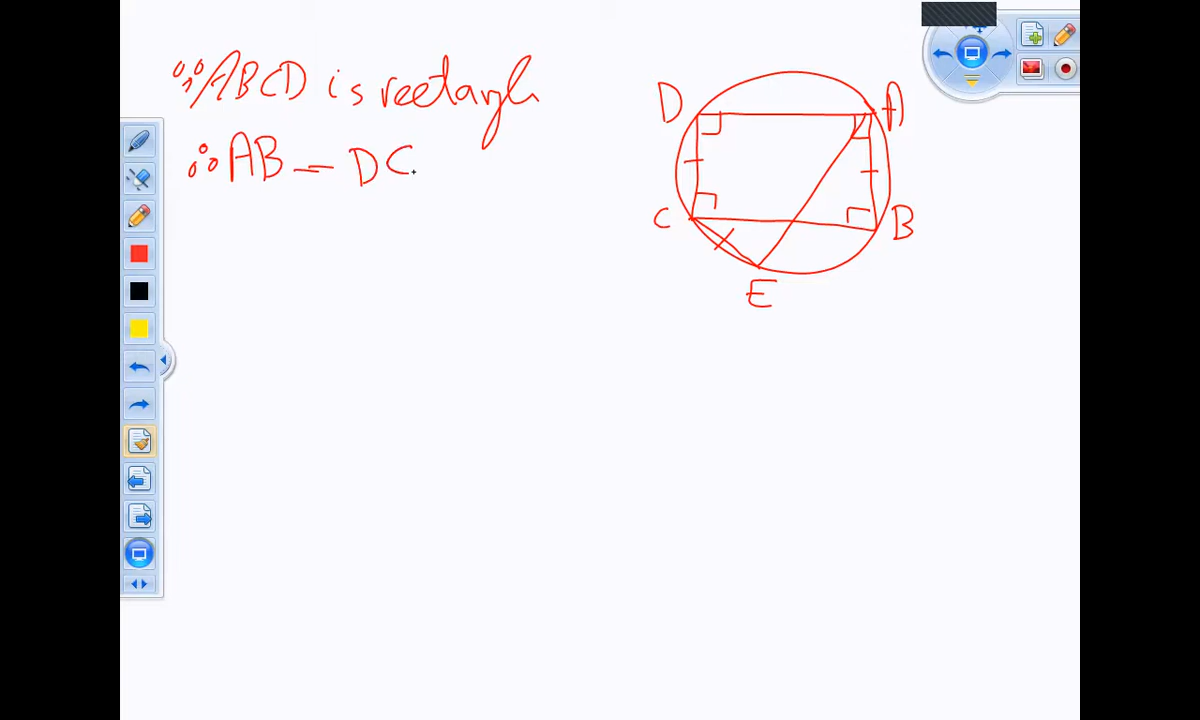 ∵ ABCD is rectangle
∴ AB = DC
D
A
C
B
E